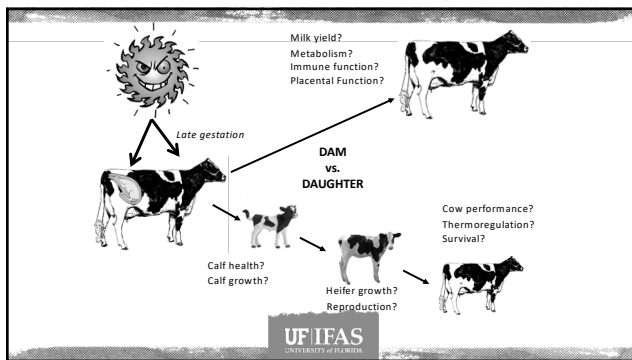 Milk yield?
Metabolism?
Immune function?
Placental Function?
Late gestation
DAM
vs.
DAUGHTER
Cow performance?
Thermoregulation?
Survival?
Calf health?
Calf growth?
Heifer growth?
Reproduction?
UF IFAS
UNIVERSITY of FLORIDA